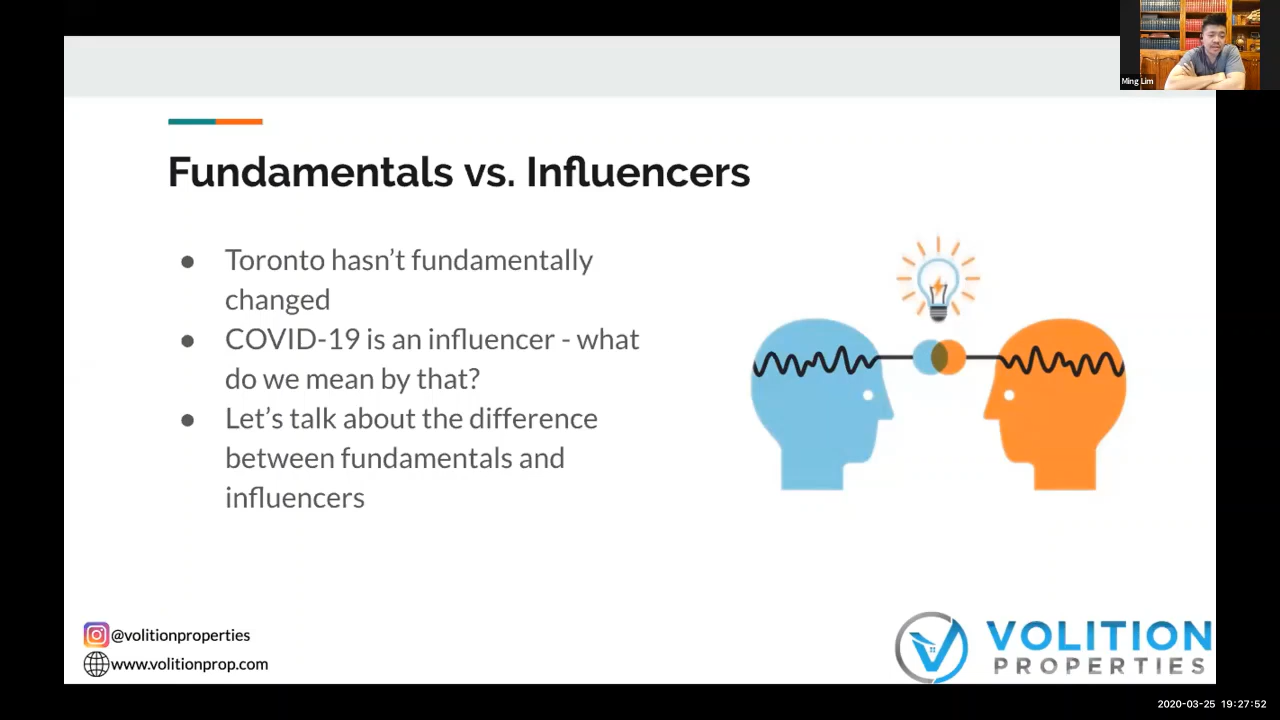 Ming Lim
Fundamentals vs. Influencers
● Toronto hasn't fundamentally
changed
● COVID-19 is an influencer - what
do we mean by that?
● Let's talk about the difference
between fundamentals and
influencers
@volitionproperties
www.volitionprop.com
VOLITION
PROPERTIES
2020-03-25 19:27:52